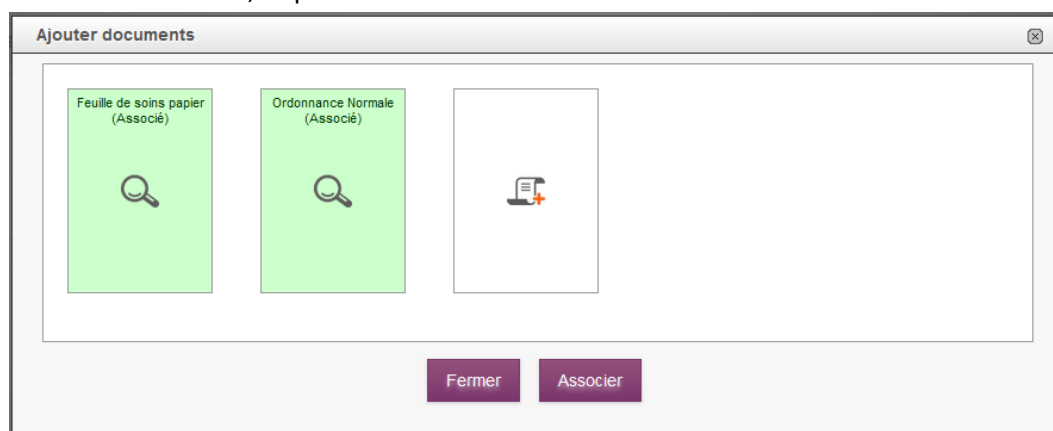 Ajouter documents
Feuille de soins papier
(Associé)
Ordonnance Normale
(Associé)
Fermer
Associer